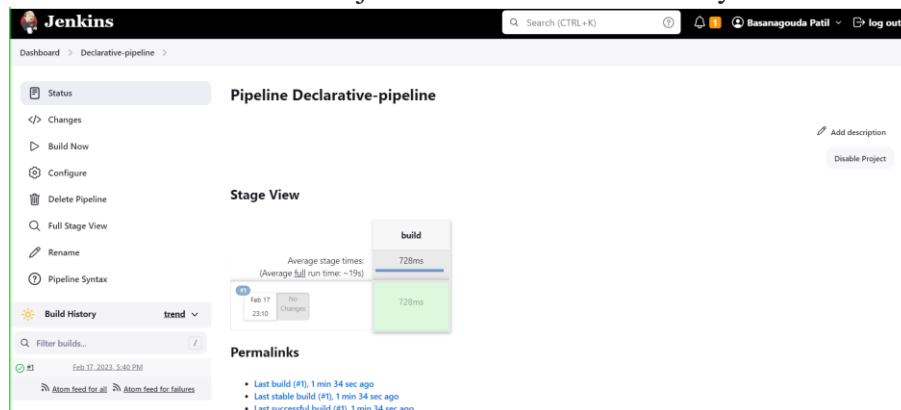 Jenkins
Search (CTRL+K)
1
Basanagouda Patil
log out
Dashboard > Declarative-pipeline >
Status
Changes
Build Now
Configure
Delete Pipeline
Full Stage View
Rename
Pipeline Syntax
Build History
trend
Filter builds...
/
#1
Feb 17, 2023, 5:40 PM
Atom feed for all
Atom feed for failures
Pipeline Declarative-pipeline
Add description
Disable Project
Stage View
build
Average stage times:
(Average full run time: ~19s)
728ms
#1
Feb 17
23:10
No
Changes
728ms
Permalinks
Last build (#1), 1 min 34 sec ago
Last stable build (#1), 1 min 34 sec ago
Last successful build (#1), 1 min 34 sec ago